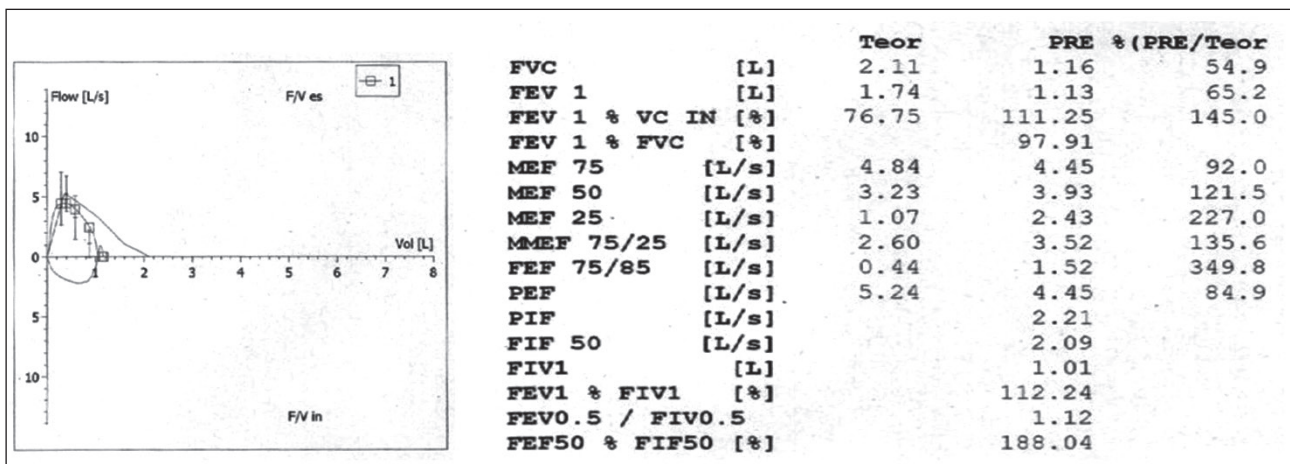 1
Flow [L/s]
F/V es
10
5
Vol [L]
0
1 2 3 4 5 6 7 8
5
10
F/V in
Teor PRE %(PRE/Teor
FVC [L] 2.11 1.16 54.9
FEV 1 [L] 1.74 1.13 65.2
FEV 1 % VC IN [%] 76.75 111.25 145.0
FEV 1 % FVC [%] 97.91
MEF 75 [L/s] 4.84 4.45 92.0
MEF 50 [L/s] 3.23 3.93 121.5
MEF 25 [L/s] 1.07 2.43 227.0
MMEF 75/25 [L/s] 2.60 3.52 135.6
FEF 75/85 [L/s] 0.44 1.52 349.8
PEF [L/s] 5.24 4.45 84.9
PIF [L/s] 2.21
FIF 50 [L/s] 2.09
FIV1 [L] 1.01
FEV1 % FIV1 [%] 112.24
FEV0.5 / FIV0.5 1.12
FEF50 % FIF50 [%] 188.04